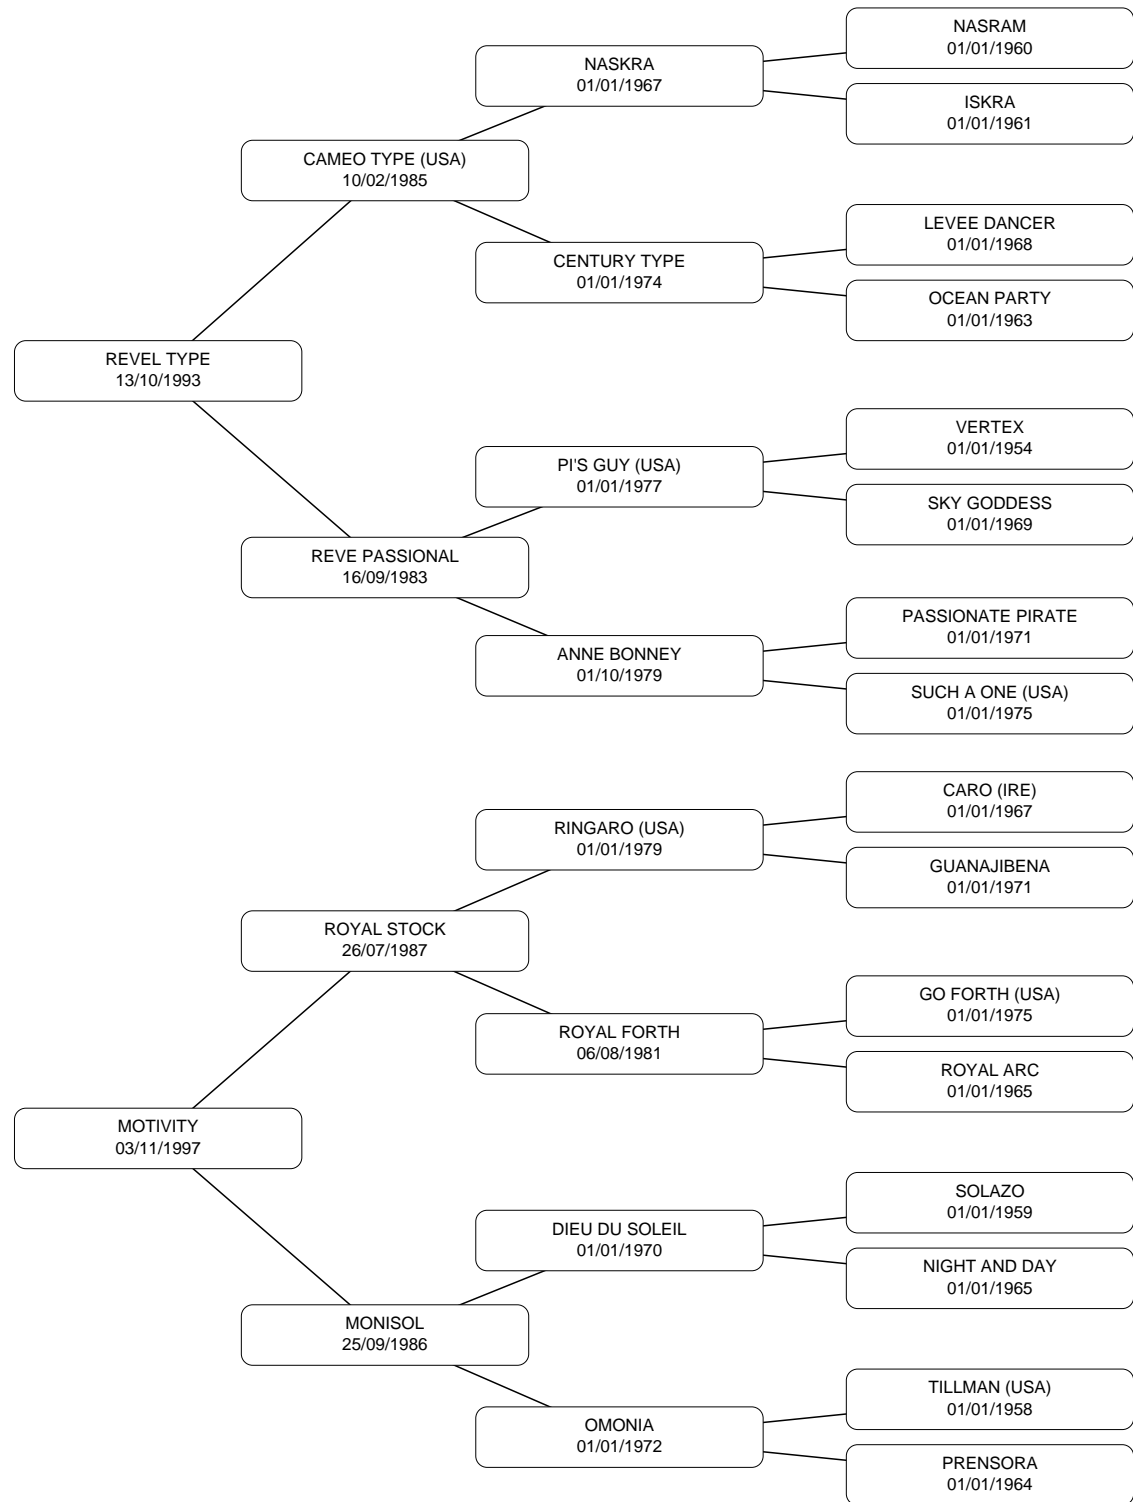 NASRAM
01/01/1960
NASKRA
01/01/1967
ISKRA
01/01/1961
CAMEO TYPE (USA)
10/02/1985
LEVEE DANCER
01/01/1968
CENTURY TYPE
01/01/1974
OCEAN PARTY
01/01/1963
REVEL TYPE
13/10/1993
VERTEX
01/01/1954
PI'S GUY (USA)
01/01/1977
SKY GODDESS
01/01/1969
REVE PASSIONAL
16/09/1983
PASSIONATE PIRATE
01/01/1971
ANNE BONNEY
01/10/1979
SUCH A ONE (USA)
01/01/1975
CARO (IRE)
01/01/1967
RINGARO (USA)
01/01/1979
GUANAJIBENA
01/01/1971
ROYAL STOCK
26/07/1987
GO FORTH (USA)
01/01/1975
ROYAL FORTH
06/08/1981
ROYAL ARC
01/01/1965
MOTIVITY
03/11/1997
SOLAZO
01/01/1959
DIEU DU SOLEIL
01/01/1970
NIGHT AND DAY
01/01/1965
MONISOL
25/09/1986
TILLMAN (USA)
01/01/1958
OMONIA
01/01/1972
PRENSORA
01/01/1964